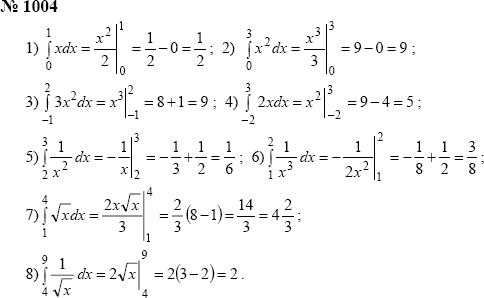 № 1004
1) ∫₀¹ xdx = x²/2 |₀¹ = 1/2 − 0 = 1/2 ; 2) ∫₀³ x²dx = x³/3 |₀³ = 9 − 0 = 9 ;
3) ∫₋₁² 3x²dx = x³|₋₁² = 8 + 1 = 9 ; 4) ∫₋₂³ 2xdx = x²|₋₂³ = 9 − 4 = 5 ;
5) ∫₂³ 1/x² dx = −1/x |₂³ = −1/3 + 1/2 = 1/6 ; 6) ∫₁² 1/x³ dx = −1/(2x²) |₁² = −1/8 + 1/2 = 3/8 ;
7) ∫₁⁴ √x dx = 2x√x/3 |₁⁴ = 2/3 (8 − 1) = 14/3 = 4 2/3 ;
8) ∫₄⁹ 1/√x dx = 2√x |₄⁹ = 2(3 − 2) = 2 .